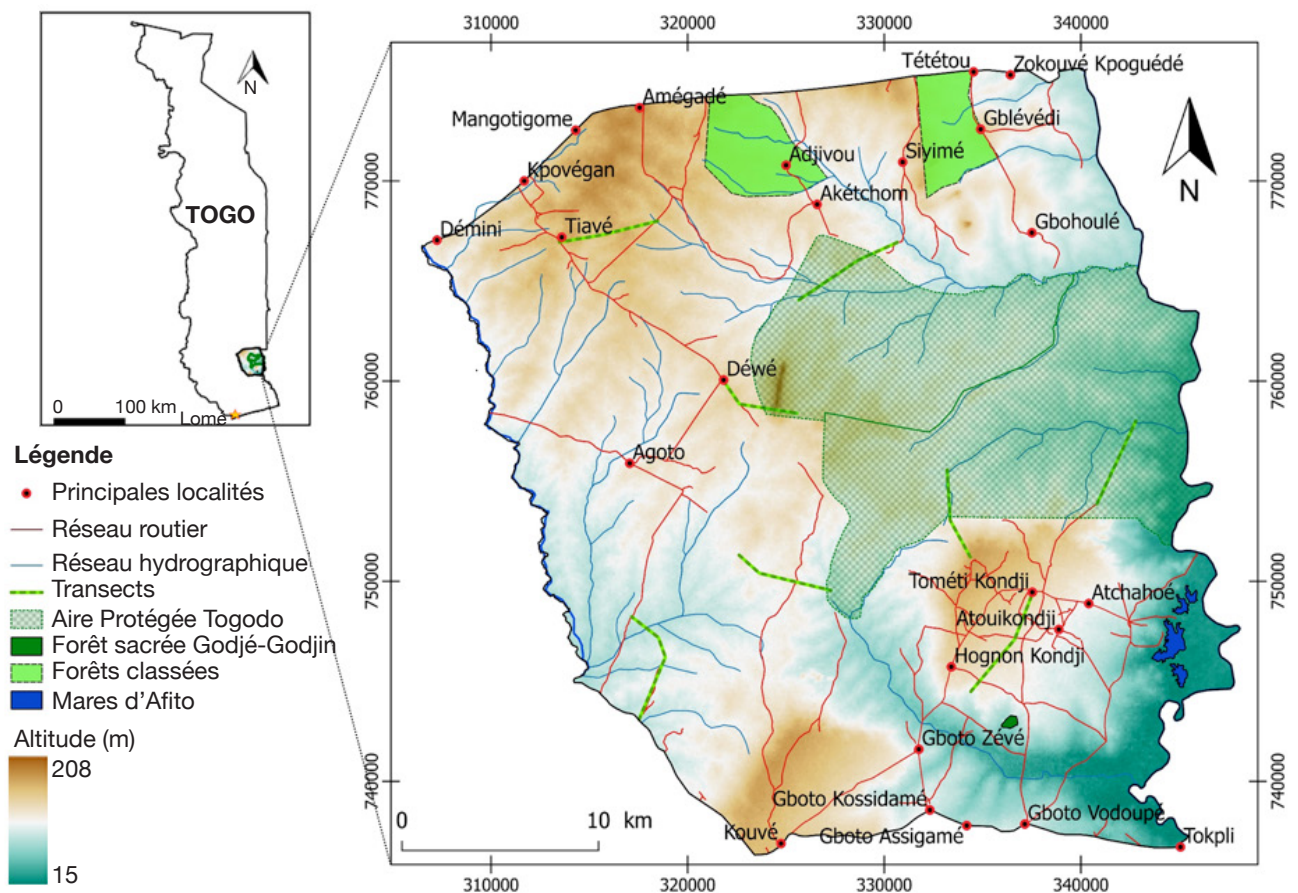 N
TOGO
0
100 km
Lome
Légende
Principales localités
Réseau routier
Réseau hydrographique
Transects
Aire Protégée Togodo
Forêt sacrée Godjé-Godjin
Forêts classées
Mares d'Afito
Altitude (m)
208
15
310000
320000
330000
340000
770000
760000
750000
740000
Tététou
Zokouvé Kpoguédé
Amégadé
Mangotigome
Gblévédi
Adjivou
Siyimé
Kpovégan
Akétchom
N
Démini
Tiavé
Gbohoulé
Déwé
Agoto
Tométi Kondji
Atchahoé
Atouikondji
Hognon Kondji
Gboto Zévé
Gboto Kossidamé
Gboto Vodoupé
Kouvé
Gboto Assigamé
Tokpli
0
10 km
770000
760000
750000
740000
310000
320000
330000
340000